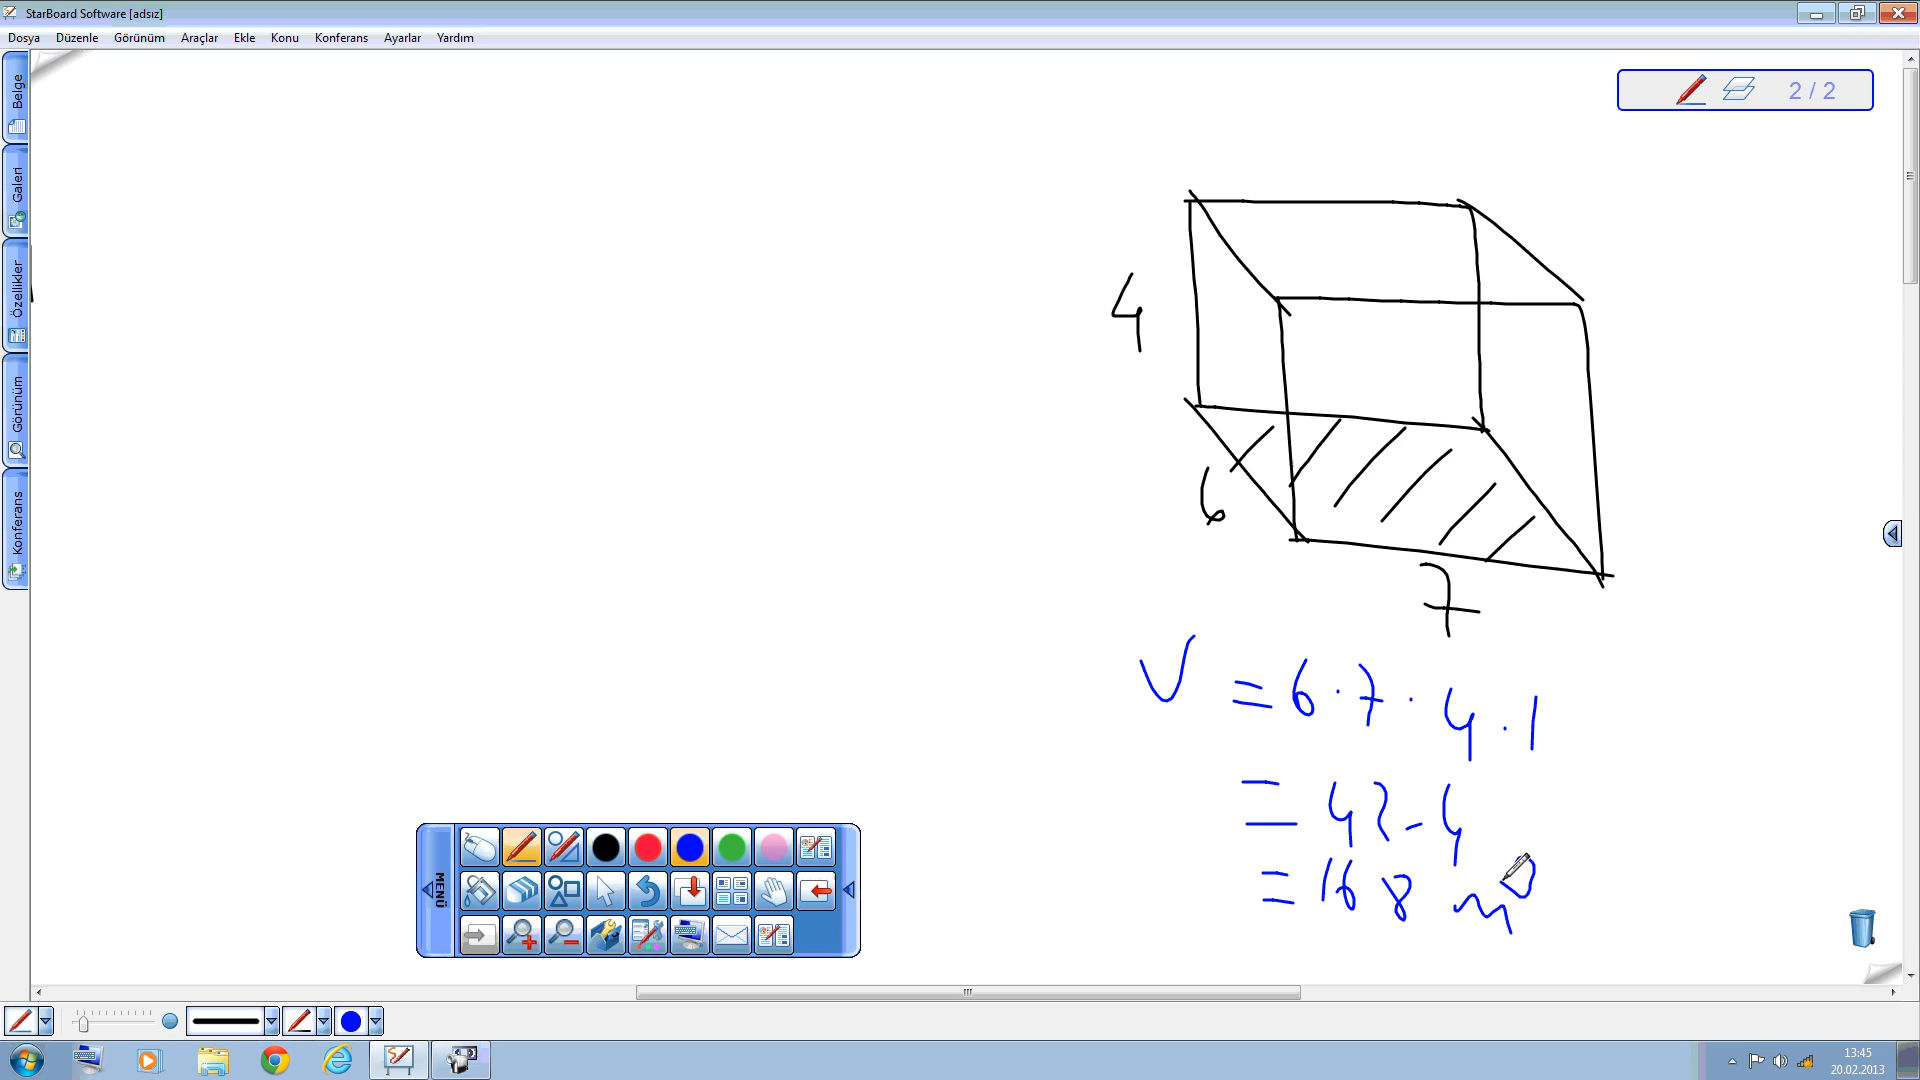 StarBoard Software [adsız]
Dosya Düzenle Görünüm Araçlar Ekle Konu Konferans Ayarlar Yardım
Belge
Galeri
Özellikler
Görünüm
Konferans
2 / 2
4
6
7
V = 6 · 7 · 4 · 1
= 42 - 4
= 168 m
MENÜ
13:45
20.02.2013